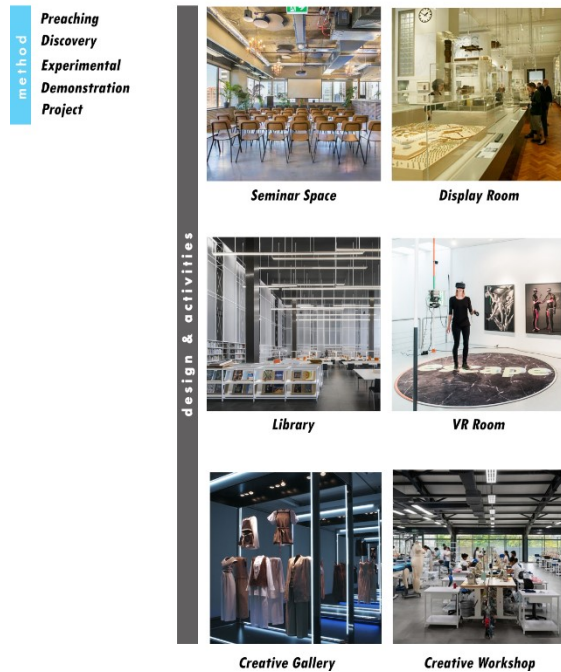 method
Preaching
Discovery
Experimental
Demonstration
Project
design & activities
Seminar Space
Display Room
Library
VR Room
Creative Gallery
Creative Workshop